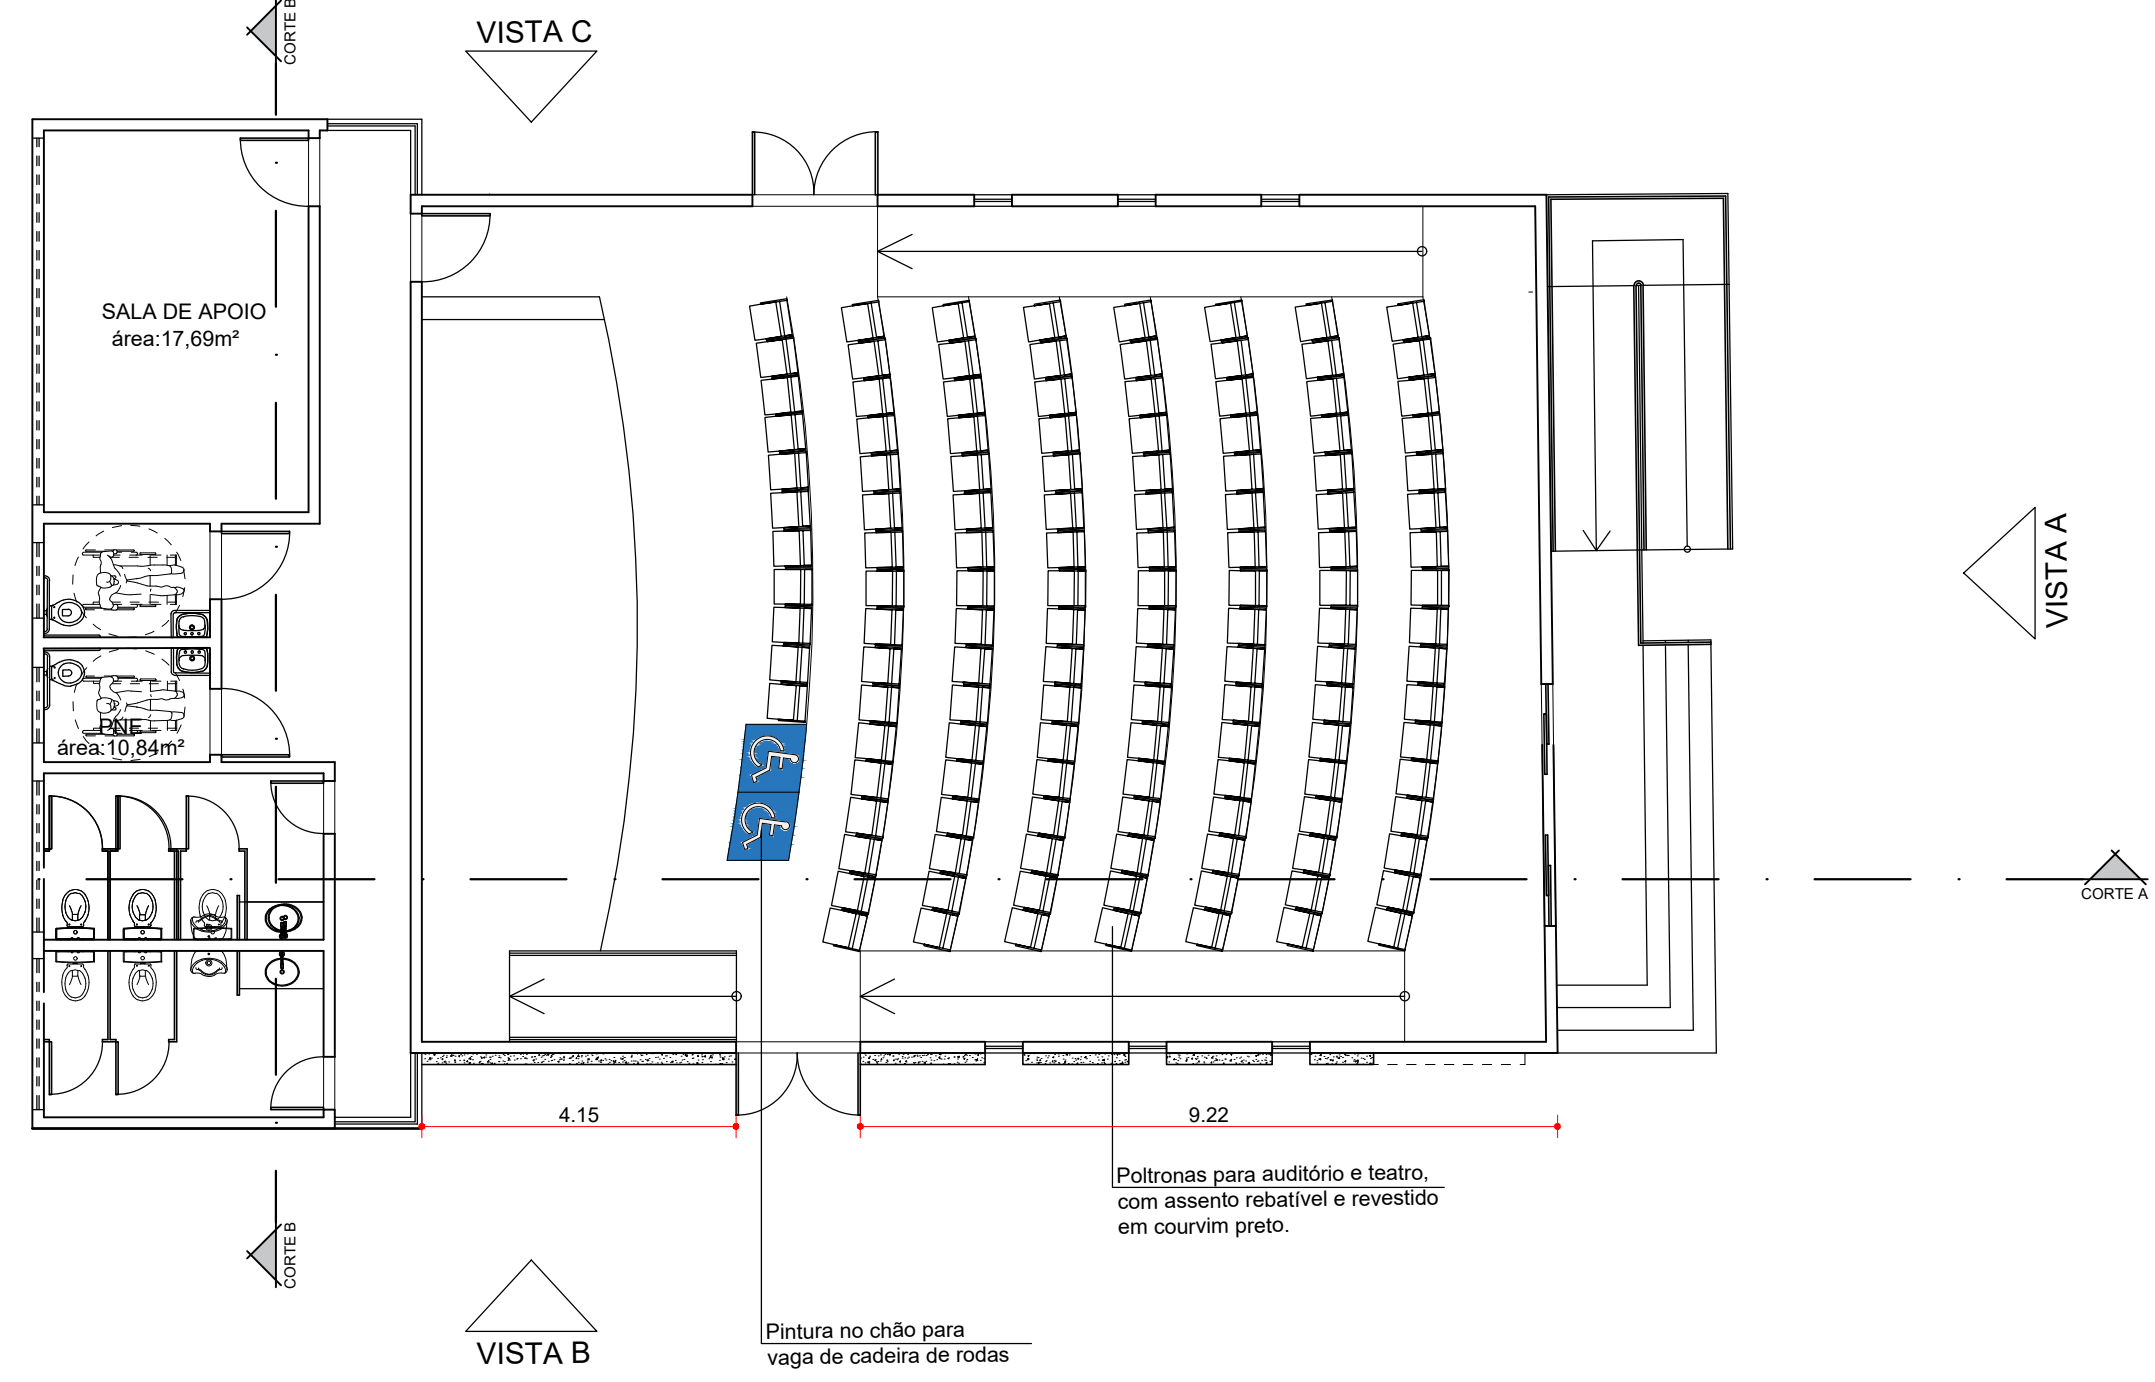 CORTE B
VISTA C
SALA DE APOIO
área:17,69m²
VISTA A
PNE
área:10,84m²
CORTE A
4.15
9.22
Poltronas para auditório e teatro,
com assento rebatível e revestido
em courvim preto.
CORTE B
VISTA B
Pintura no chão para
vaga de cadeira de rodas